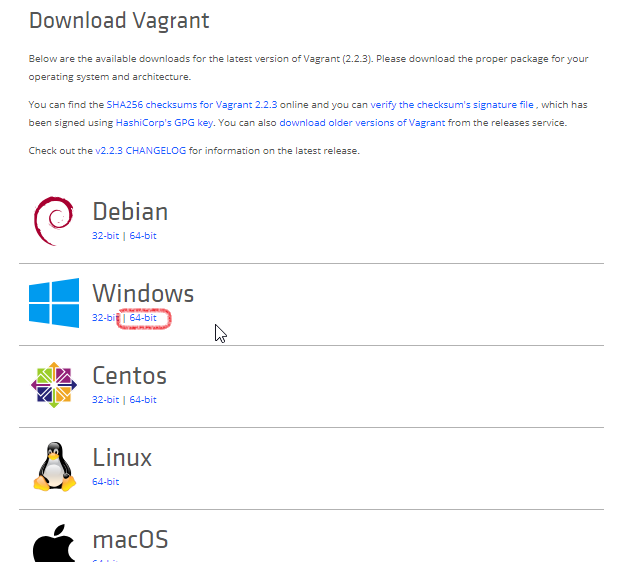 Download Vagrant
Below are the available downloads for the latest version of Vagrant (2.2.3). Please download the proper package for your
operating system and architecture.
You can find the SHA256 checksums for Vagrant 2.2.3 online and you can verify the checksum's signature file , which has
been signed using HashiCorp's GPG key. You can also download older versions of Vagrant from the releases service.
Check out the v2.2.3 CHANGELOG for information on the latest release.
Debian
32-bit | 64-bit
Windows
32-bit | 64-bit
Centos
32-bit | 64-bit
Linux
64-bit
macOS
64-bit